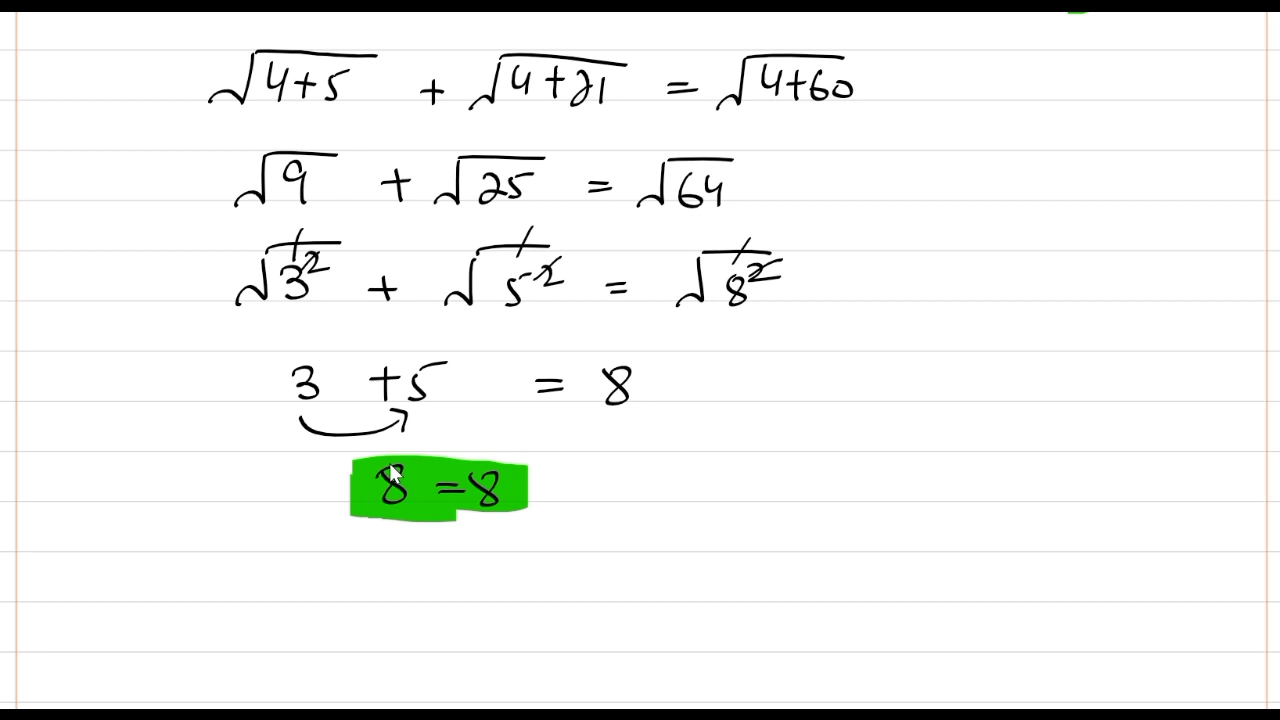 √4+5 + √4+21 = √4+60
√9 + √25 = √64
√3² + √5² = √8²
3 +5 = 8
8 = 8